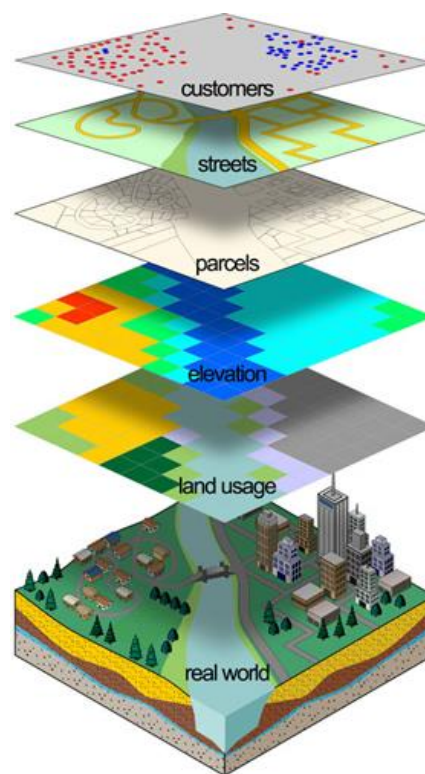 customers
streets
parcels
elevation
land usage
real world